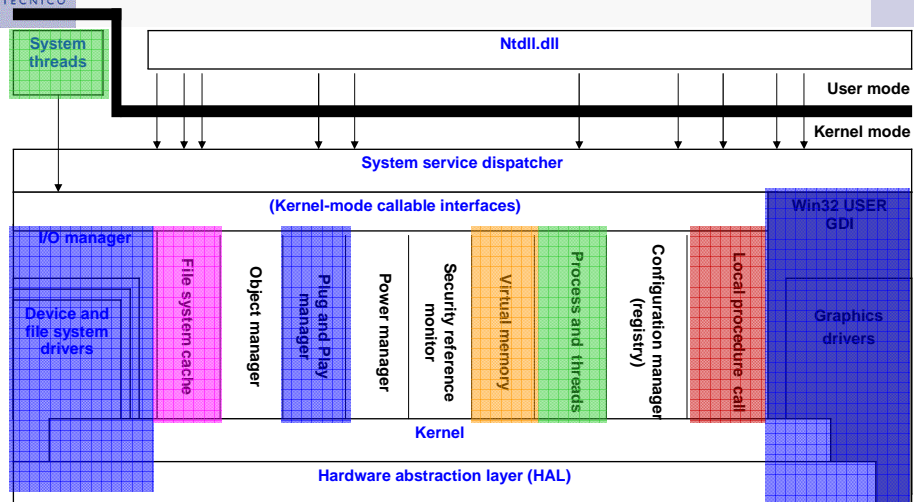 TECNICO
System
threads
Ntdll.dll
User mode
Kernel mode
System service dispatcher
(Kernel-mode callable interfaces)
Win32 USER
GDI
I/O manager
Device and
file system
drivers
File system cache
Object manager
Plug and Play
manager
Power manager
Security reference
monitor
Virtual memory
Process and threads
Configuration manager
(registry)
Local procedure call
Graphics
drivers
Kernel
Hardware abstraction layer (HAL)